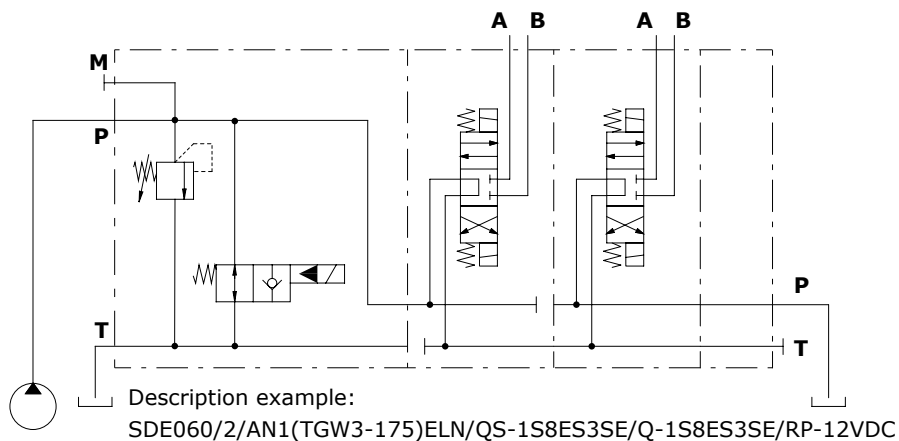 A B A B
M
P
P
T
T
Description example:
SDE060/2/AN1(TGW3-175)ELN/QS-1S8ES3SE/Q-1S8ES3SE/RP-12VDC